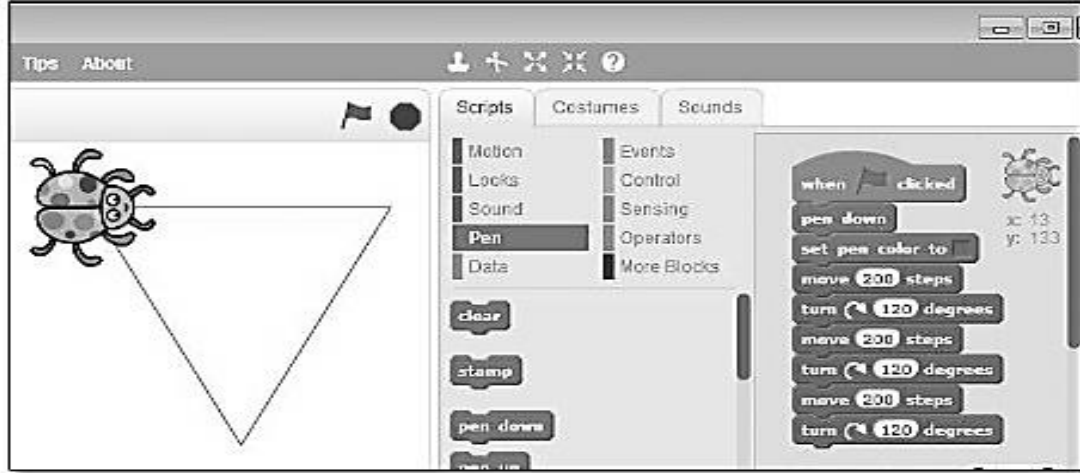 Tips About
Scripts Costumes Sounds
Motion Events
Looks Control
Sound Sensing
Pen Operators
Data More Blocks
clear
stamp
pen down
pen up
when clicked
pen down
set pen color to
move 200 steps
turn 120 degrees
move 200 steps
turn 120 degrees
move 200 steps
turn 120 degrees
x: 13
y: 133